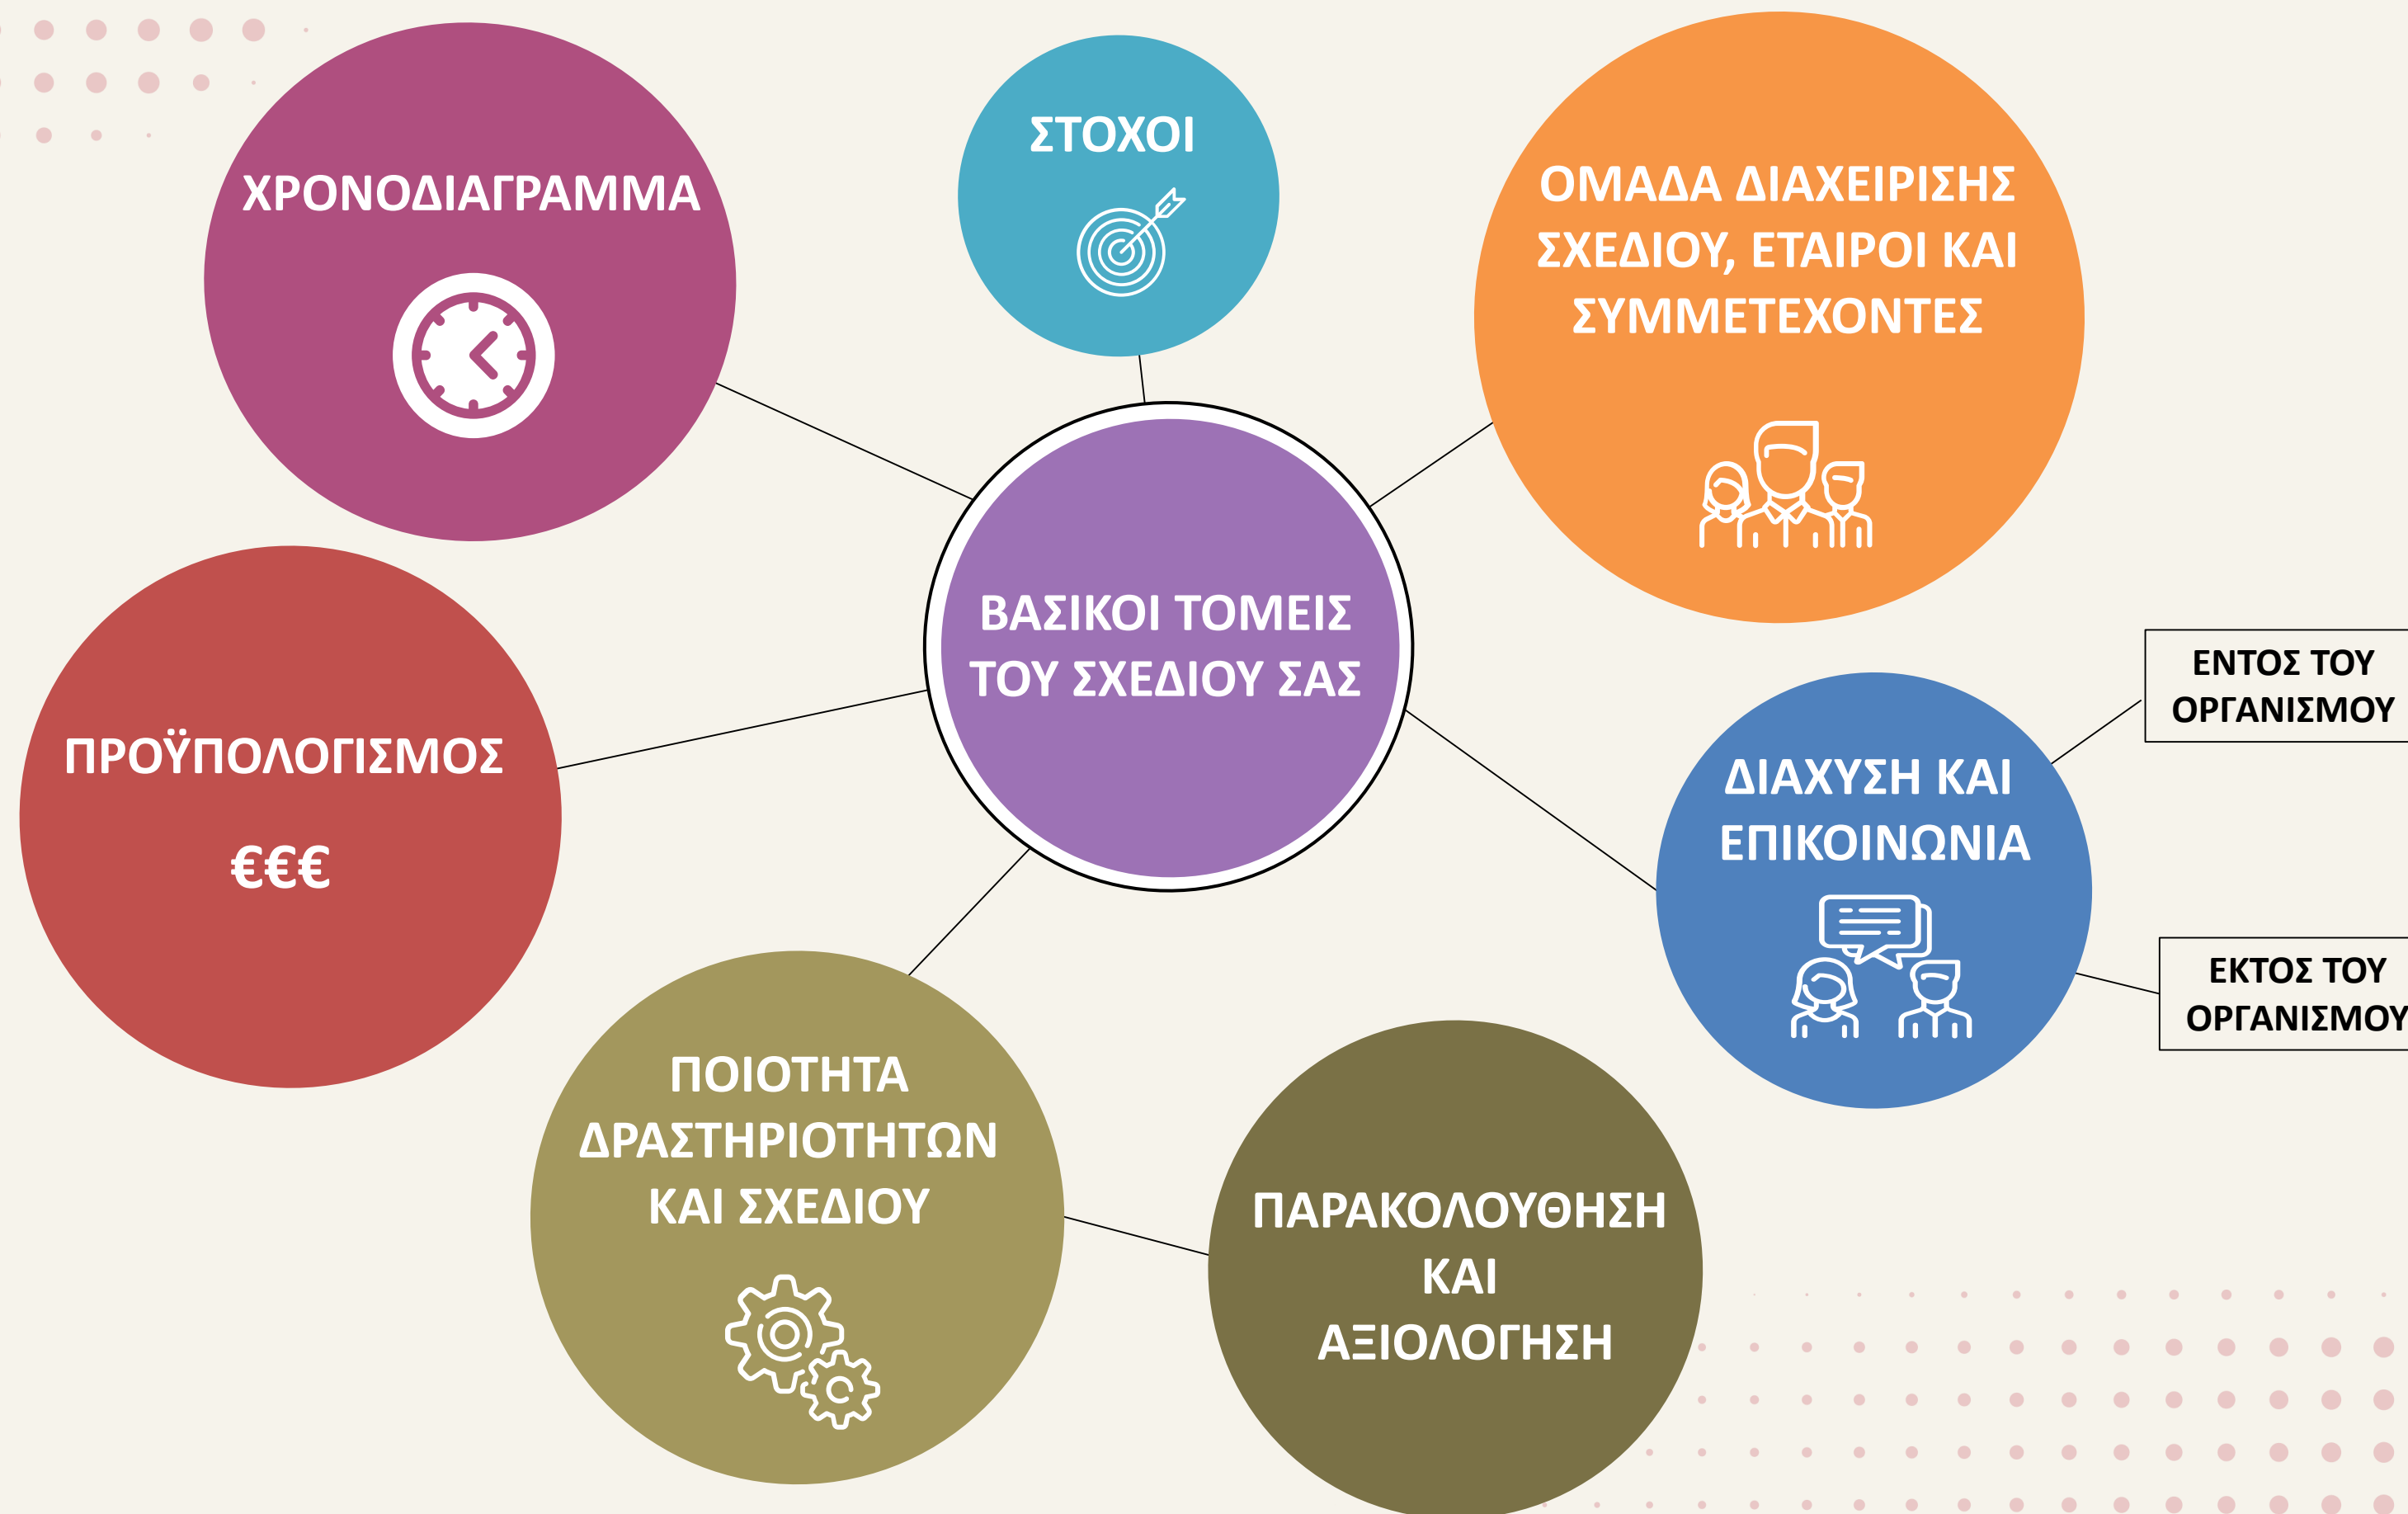 ΧΡΟΝΟΔΙΑΓΡΑΜΜΑ
ΣΤΟΧΟΙ
ΟΜΑΔΑ ΔΙΑΧΕΙΡΙΣΗΣ
ΣΧΕΔΙΟΥ, ΕΤΑΙΡΟΙ ΚΑΙ
ΣΥΜΜΕΤΕΧΟΝΤΕΣ
ΒΑΣΙΚΟΙ ΤΟΜΕΙΣ
ΤΟΥ ΣΧΕΔΙΟΥ ΣΑΣ
ΠΡΟΫΠΟΛΟΓΙΣΜΟΣ
€€€
ΔΙΑΧΥΣΗ ΚΑΙ
ΕΠΙΚΟΙΝΩΝΙΑ
ΕΝΤΟΣ ΤΟΥ
ΟΡΓΑΝΙΣΜΟΥ
ΕΚΤΟΣ ΤΟΥ
ΟΡΓΑΝΙΣΜΟΥ
ΠΟΙΟΤΗΤΑ
ΔΡΑΣΤΗΡΙΟΤΗΤΩΝ
ΚΑΙ ΣΧΕΔΙΟΥ
ΠΑΡΑΚΟΛΟΥΘΗΣΗ
ΚΑΙ
ΑΞΙΟΛΟΓΗΣΗ